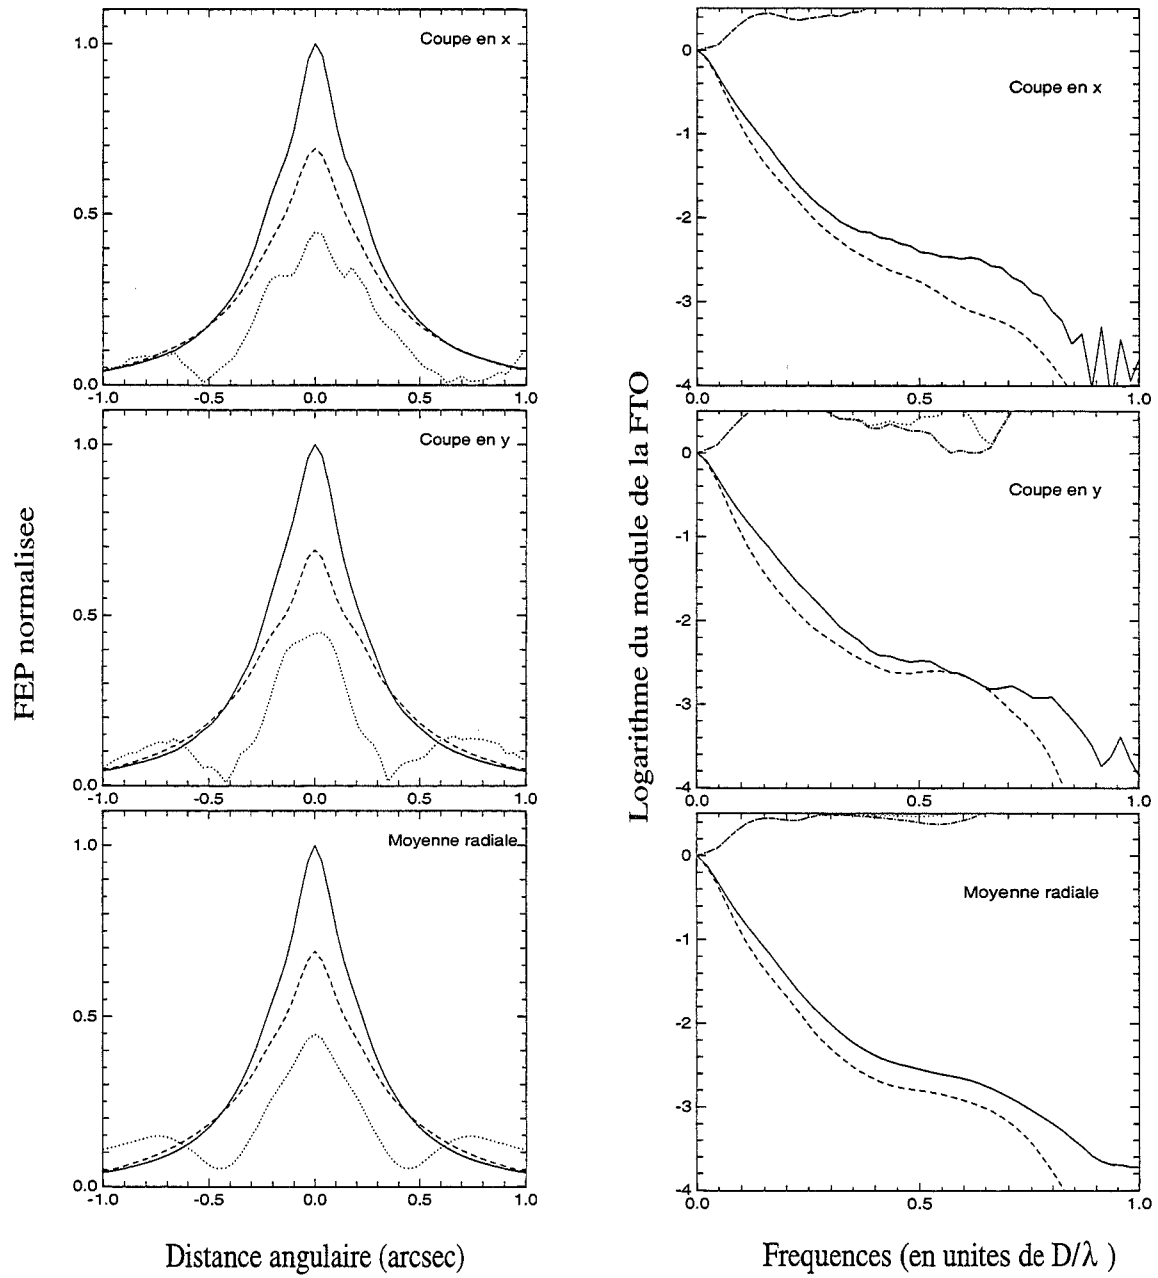 Coupe en x
1.0
0.5
0.0
-1.0 -0.5 0.0 0.5 1.0
Coupe en y
1.0
0.5
0.0
-1.0 -0.5 0.0 0.5 1.0
Moyenne radiale
1.0
0.5
0.0
-1.0 -0.5 0.0 0.5 1.0
FEP normalisee
Distance angulaire (arcsec)
Coupe en x
0
-1
-2
-3
-4
0.0 0.5 1.0
Coupe en y
0
-1
-2
-3
-4
0.0 0.5 1.0
Moyenne radiale
0
-1
-2
-3
-4
0.0 0.5 1.0
Logarithme du module de la FTO
Frequences (en unites de D/λ )